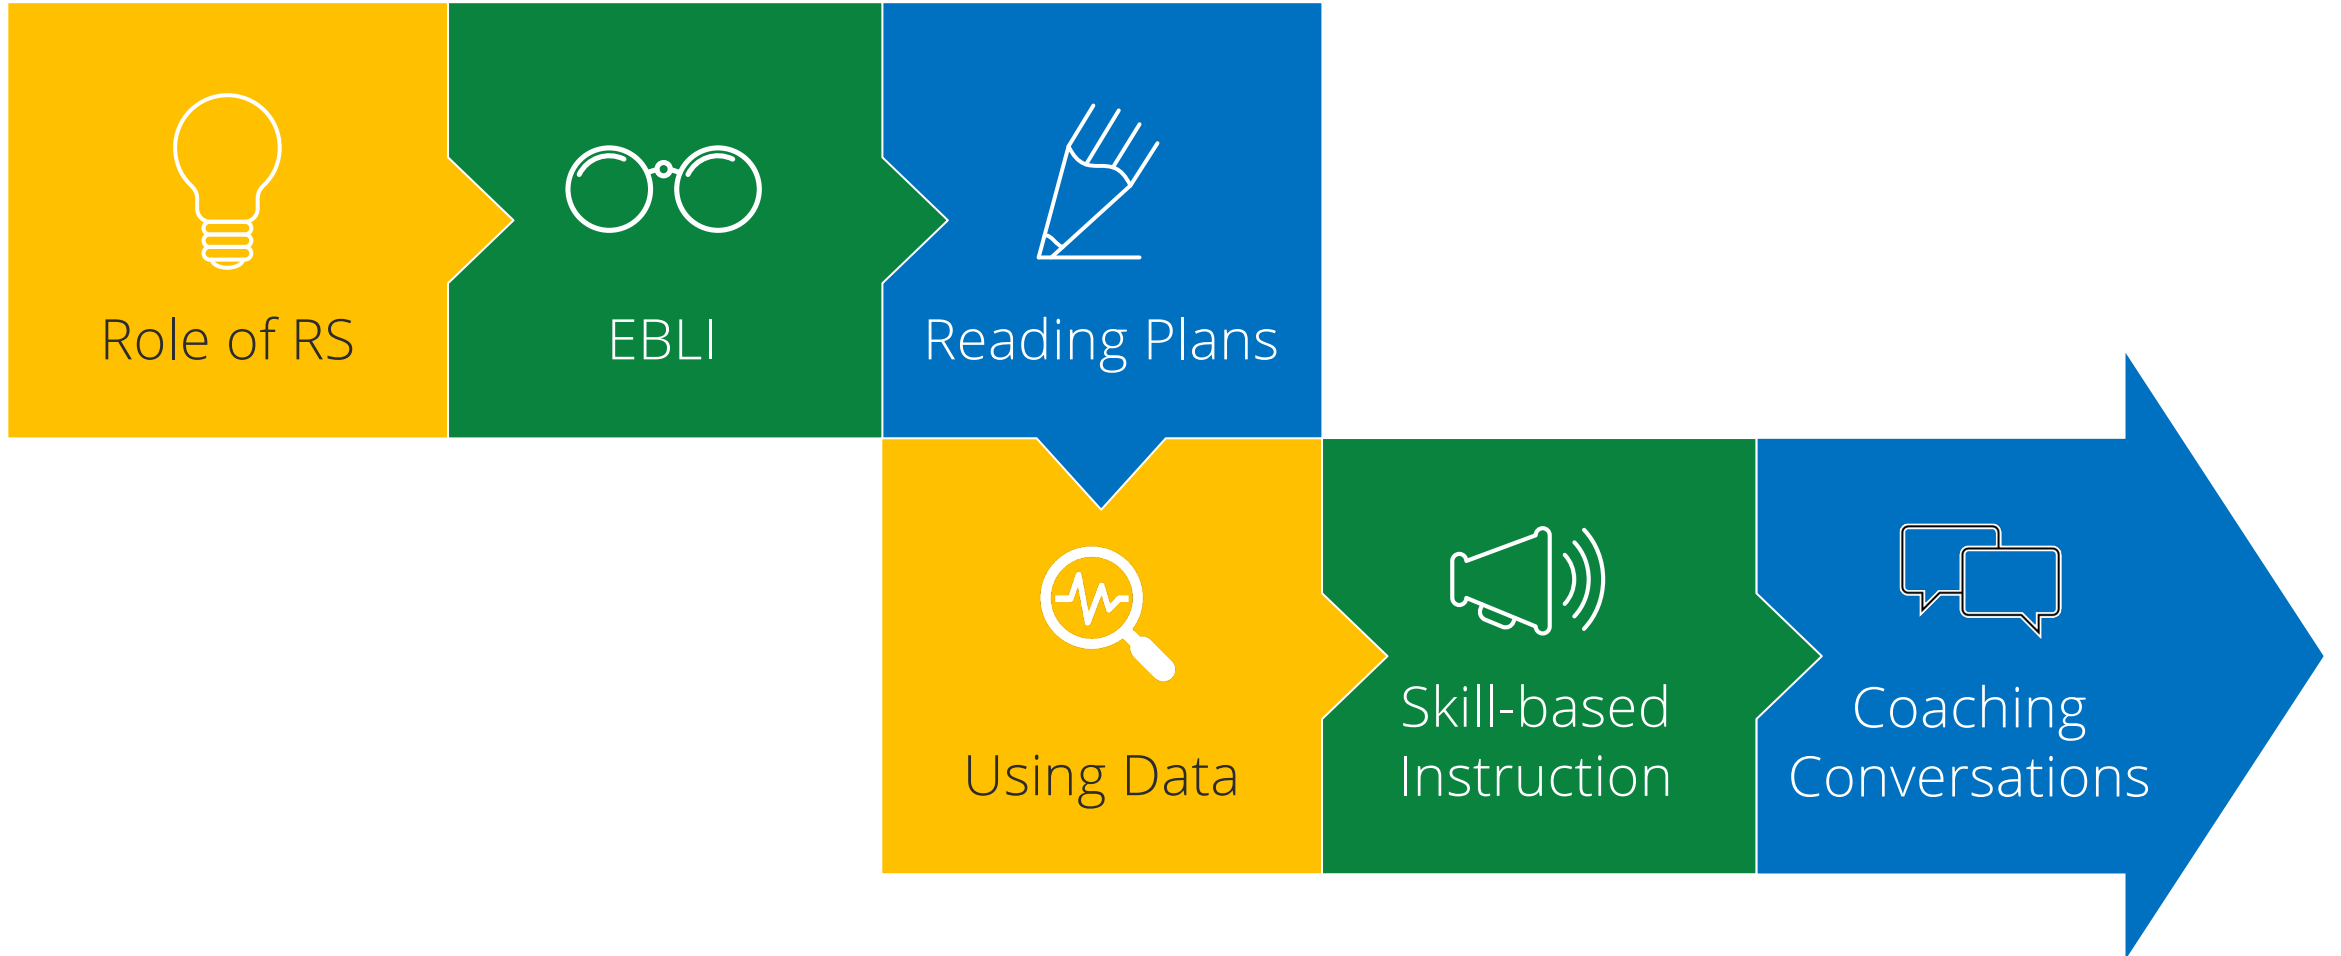 Role of RS
EBLI
Reading Plans
Using Data
Skill-based
Instruction
Coaching
Conversations